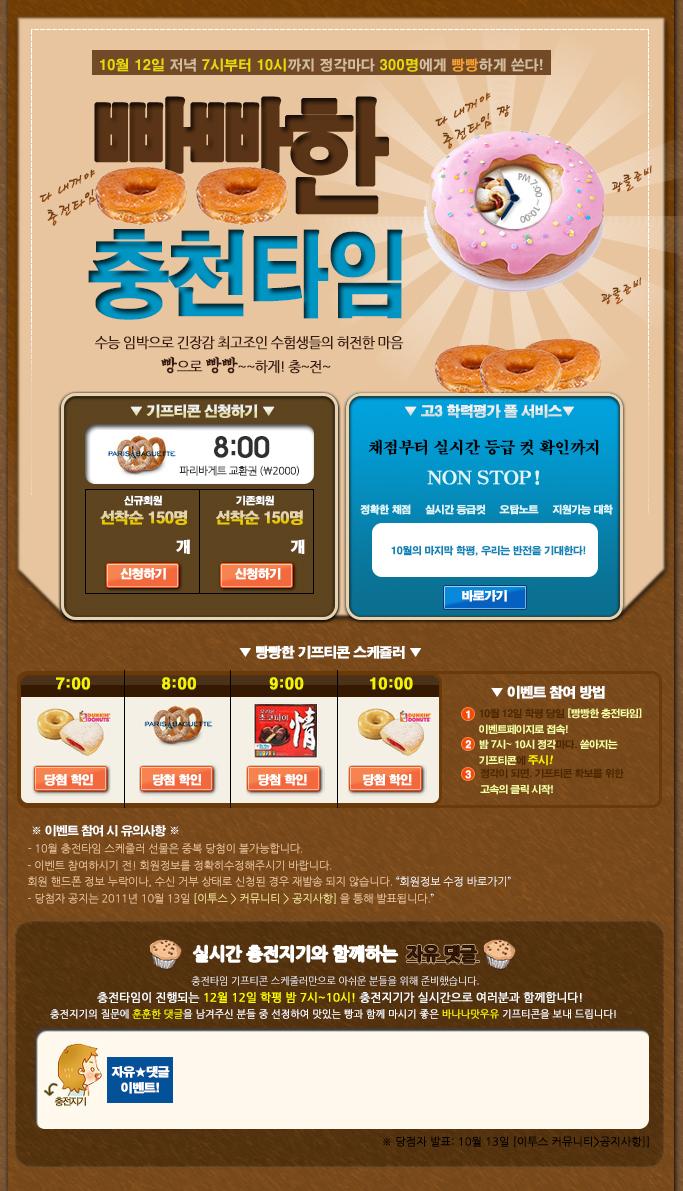 10월 12일 저녁 7시부터 10시까지 정각마다 300명에게 빵빵하게 쏜다!
빠빠한
충천타임
다 내꺼야
충전타임 짱
다 내꺼야
충전타임
광클준비
PM 7:00 ~ 10:00
광클준비
수능 임박으로 긴장감 최고조인 수험생들의 허전한 마음
빵으로 빵빵~~하게! 충~전~
▼ 기프티콘 신청하기 ▼
PARIS BAGUETTE
8:00
파리바게트 교환권 (₩2000)
신규회원
선착순 150명
개
신청하기
기존회원
선착순 150명
개
신청하기
▼ 고3 학력평가 풀 서비스▼
채점부터 실시간 등급 컷 확인까지
NON STOP!
정확한 채점 실시간 등급컷 오답노트 지원가능 대학
10월의 마지막 학평, 우리는 반전을 기대한다!
바로가기
▼ 빵빵한 기프티콘 스케쥴러 ▼
7:00 8:00 9:00 10:00
DUNKIN' DONUTS
PARIS BAGUETTE
초코파이 情
DUNKIN' DONUTS
당첨 확인 당첨 확인 당첨 확인 당첨 확인
▼ 이벤트 참여 방법
1 10월 12일 학평 당일 [빵빵한 충전타임]
이벤트페이지로 접속!
2 밤 7시~ 10시 정각마다. 쏟아지는
기프티콘에 주시!
3 정각이 되면, 기프티콘 확보를 위한
고속의 클릭 시작!
※ 이벤트 참여 시 유의사항 ※
- 10월 충전타임 스케줄러 선물은 중복 당첨이 불가능합니다.
- 이벤트 참여하시기 전! 회원정보를 정확히수정해주시기 바랍니다.
회원 핸드폰 정보 누락이나, 수신 거부 상태로 신청된 경우 재발송 되지 않습니다. “회원정보 수정 바로가기”
- 당첨자 공지는 2011년 10월 13일 [이투스 > 커뮤니티 > 공지사항] 을 통해 발표됩니다.”
실시간 충전지기와 함께하는 자유 댓글
충전타임 기프티콘 스케줄러만으로 아쉬운 분들을 위해 준비했습니다.
충전타임이 진행되는 12월 12일 학평 밤 7시~10시! 충전지기가 실시간으로 여러분과 함께합니다!
충전지기의 질문에 훈훈한 댓글을 남겨주신 분들 중 선정하여 맛있는 빵과 함께 마시기 좋은 바나나맛우유 기프티콘을 보내 드립니다!
충전지기
자유★댓글
이벤트!
※ 당첨자 발표: 10월 13일 [이투스 커뮤니티>공지사항]]